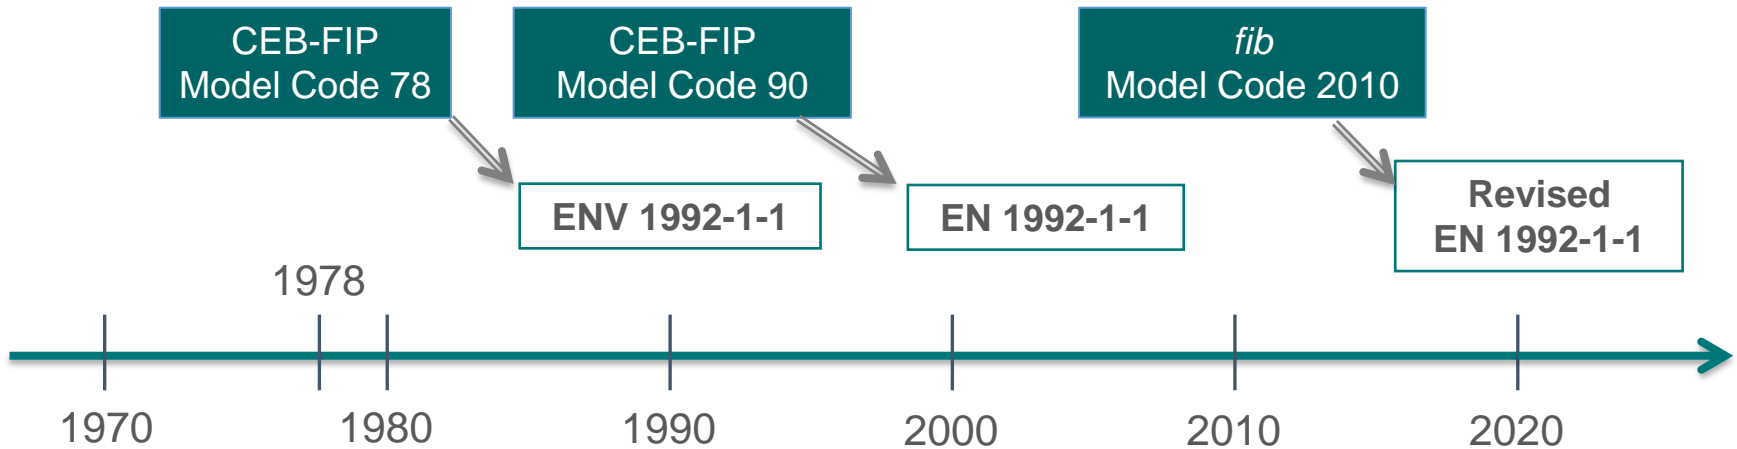 CEB-FIP
Model Code 78
CEB-FIP
Model Code 90
fib
Model Code 2010
ENV 1992-1-1
EN 1992-1-1
Revised
EN 1992-1-1
1978
1970
1980
1990
2000
2010
2020